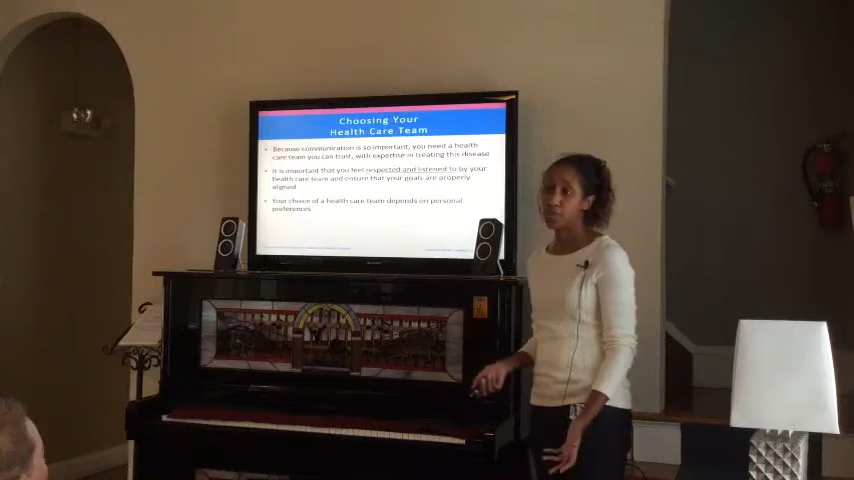 Choosing Your
Health Care Team
• Because communication is so important, you need a health
care team you can trust, with expertise in treating this disease
• It is important that you feel respected and listened to by your
health care team and ensure that your goals are properly
aligned
• Your choice of a health care team depends on personal
preferences